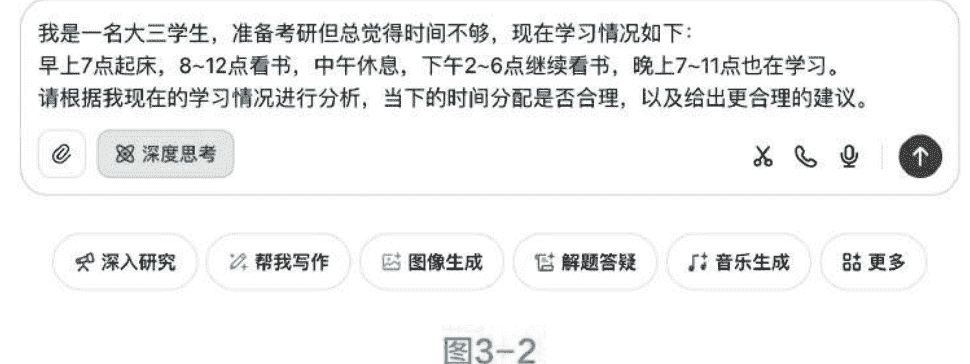 我是一名大三学生，准备考研但总觉得时间不够，现在学习情况如下：
早上7点起床，8~12点看书，中午休息，下午2~6点继续看书，晚上7~11点也在学习。
请根据我现在的学习情况进行分析，当下的时间分配是否合理，以及给出更合理的建议。
深度思考
深入研究 帮我写作 图像生成 解题答疑 音乐生成 更多
图3-2